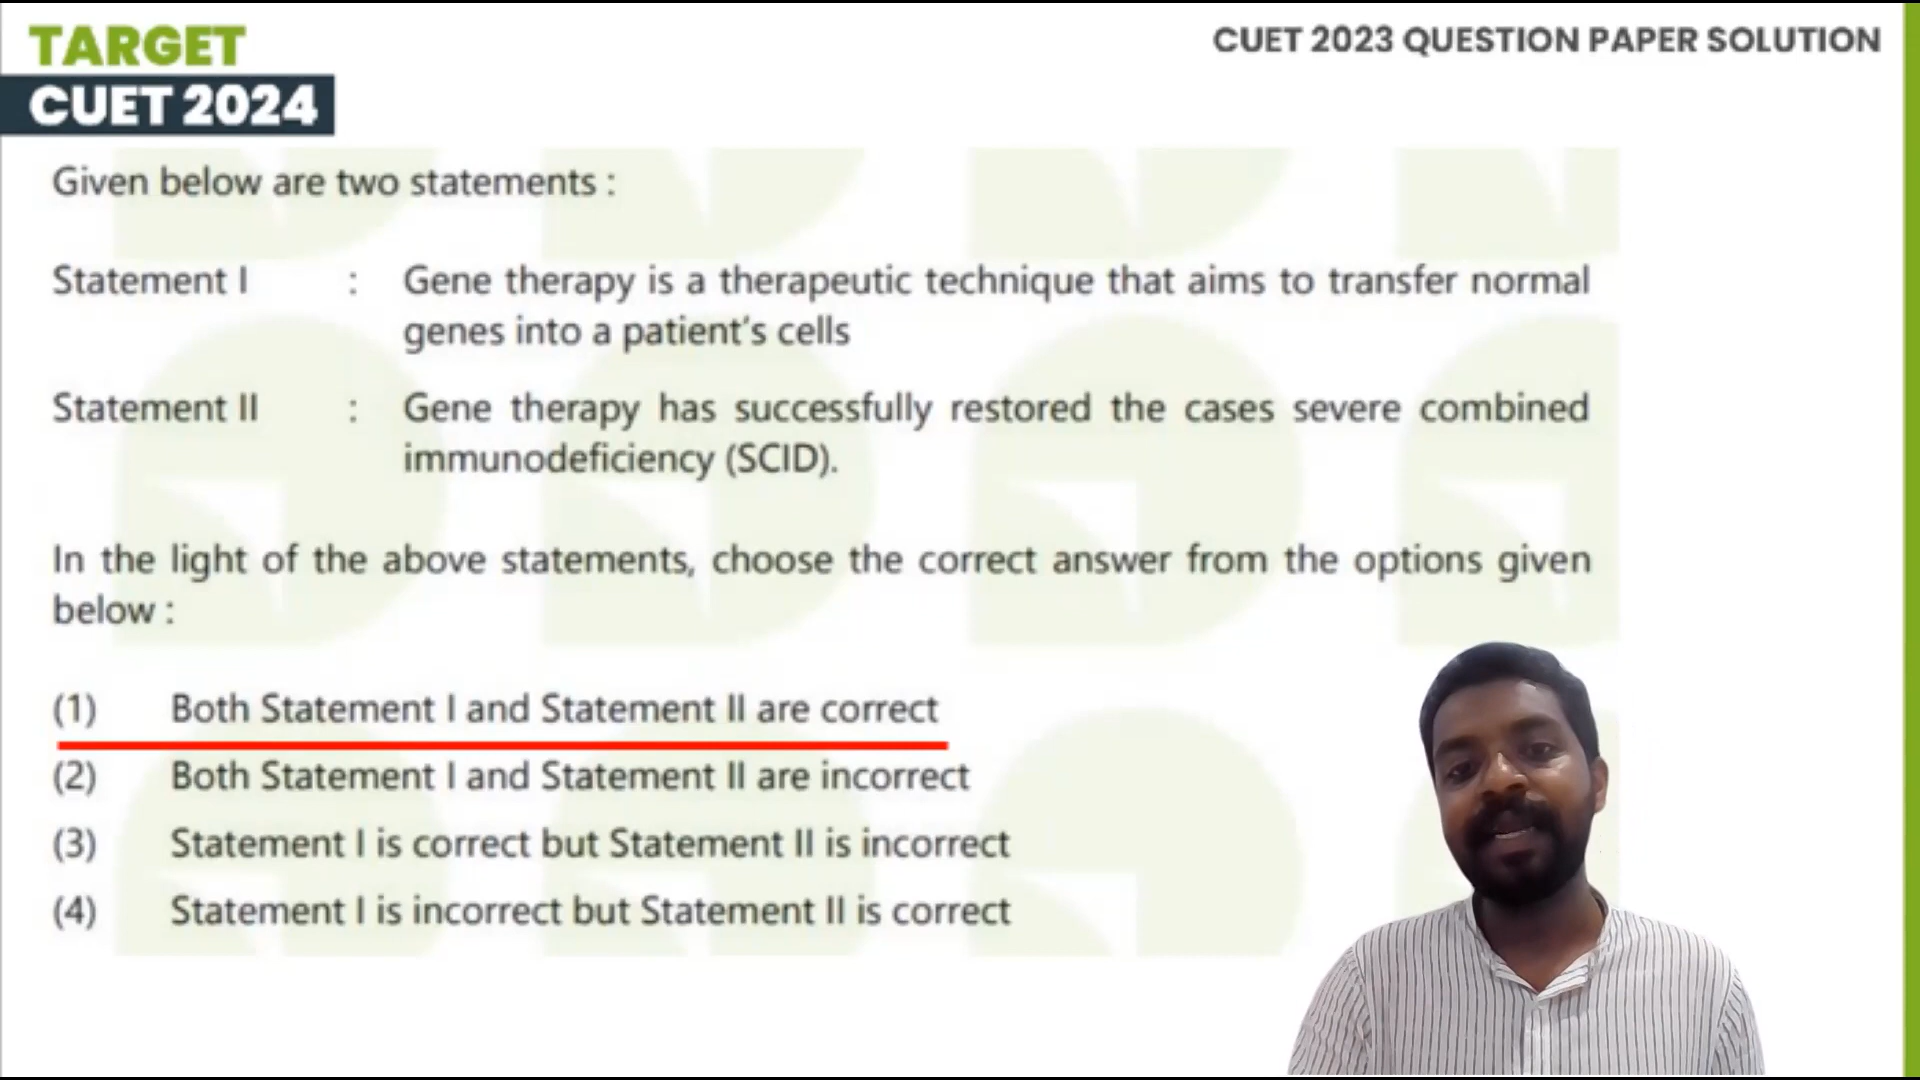 TARGET
CUET 2024
CUET 2023 QUESTION PAPER SOLUTION
Given below are two statements :
Statement I : Gene therapy is a therapeutic technique that aims to transfer normal
genes into a patient's cells
Statement II : Gene therapy has successfully restored the cases severe combined
immunodeficiency (SCID).
In the light of the above statements, choose the correct answer from the options given
below :
(1) Both Statement I and Statement II are correct
(2) Both Statement I and Statement II are incorrect
(3) Statement I is correct but Statement II is incorrect
(4) Statement I is incorrect but Statement II is correct